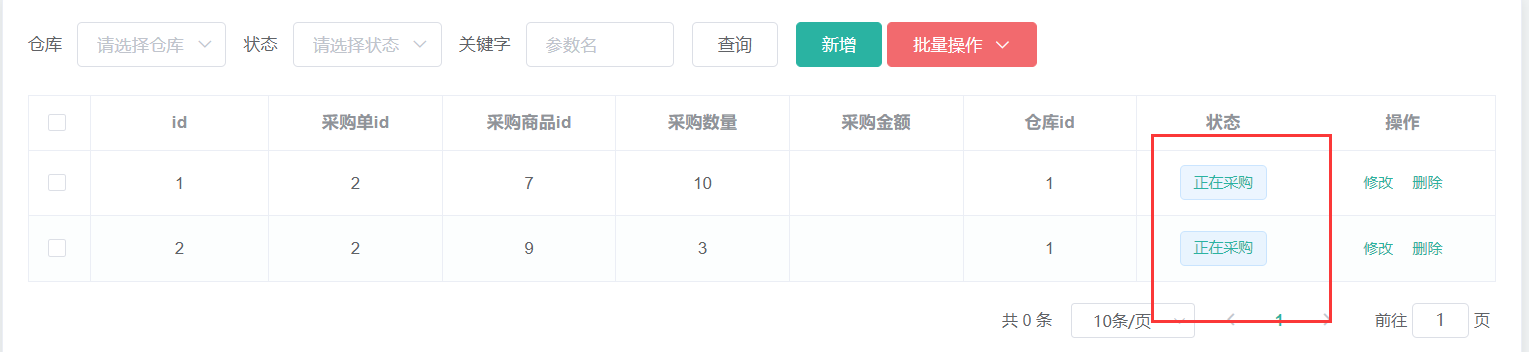 仓库 请选择仓库 状态 请选择状态 关键字 参数名 查询 新增 批量操作
id 采购单id 采购商品id 采购数量 采购金额 仓库id 状态 操作
1 2 7 10 1 正在采购 修改 删除
2 2 9 3 1 正在采购 修改 删除
共 0 条 10条/页 1 前往 1 页